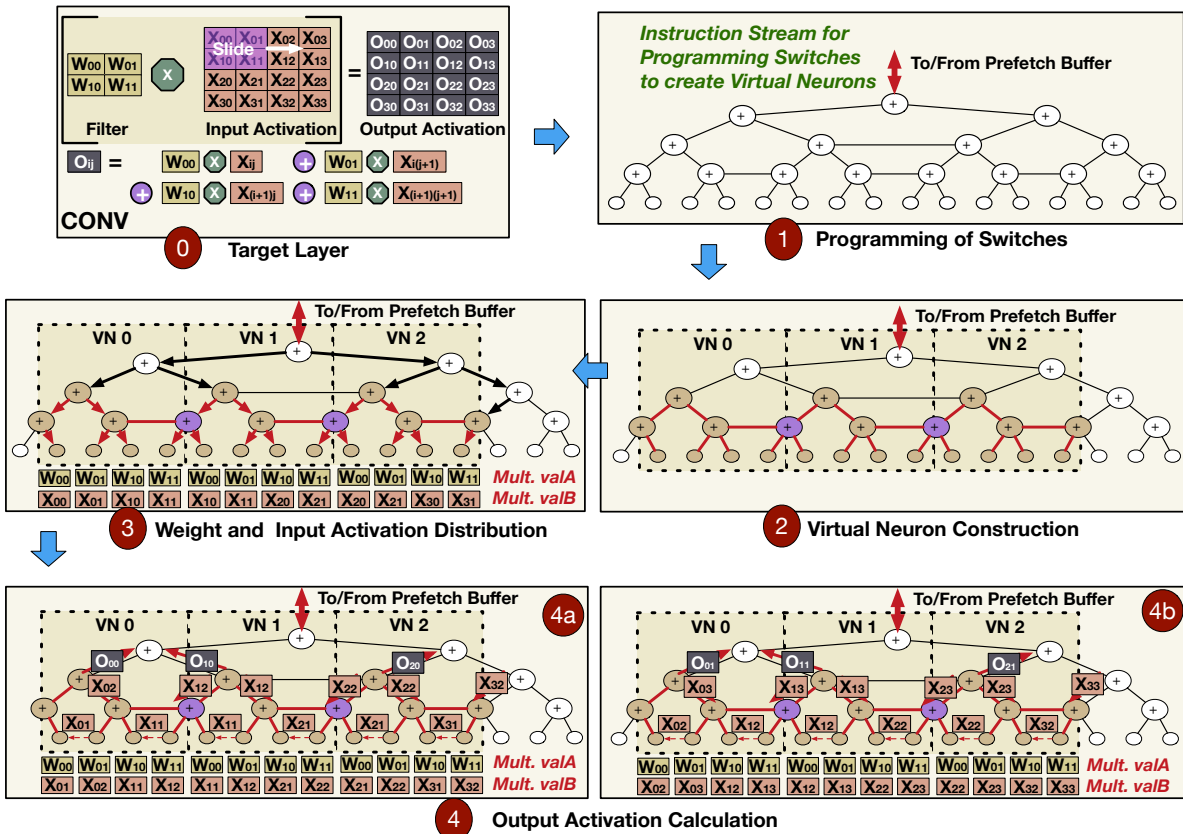 X00 X01 X02 X03
Slide
X10 X11 X12 X13
X20 X21 X22 X23
X30 X31 X32 X33
W00 W01
W10 W11
X
=
O00 O01 O02 O03
O10 O11 O12 O13
O20 O21 O22 O23
O30 O31 O32 O33
Filter
Input Activation
Output Activation
Oij = W00 X Xij + W01 X Xi(j+1)
+ W10 X X(i+1)j + W11 X X(i+1)(j+1)
CONV
0 Target Layer
Instruction Stream for
Programming Switches
to create Virtual Neurons
To/From Prefetch Buffer
+
+ +
+ + + +
+ + + + + + + +
1 Programming of Switches
To/From Prefetch Buffer
VN 0 VN 1 VN 2
+
+ +
+ + + +
+ + + + + + + +
W00 W01 W10 W11 W00 W01 W10 W11 W00 W01 W10 W11 Mult. valA
X00 X01 X10 X11 X10 X11 X20 X21 X20 X21 X30 X31 Mult. valB
3 Weight and Input Activation Distribution
To/From Prefetch Buffer
VN 0 VN 1 VN 2
+
+ +
+ + + +
+ + + + + + + +
2 Virtual Neuron Construction
To/From Prefetch Buffer
4a
VN 0 VN 1 VN 2
+
+ +
O00 O10 O20
+ + + +
X02 X12 X12 X22 X22 X32
+ + + + + + + +
X01 X11 X11 X21 X21 X31
W00 W01 W10 W11 W00 W01 W10 W11 W00 W01 W10 W11 Mult. valA
X01 X02 X11 X12 X11 X12 X21 X22 X21 X22 X31 X32 Mult. valB
To/From Prefetch Buffer
4b
VN 0 VN 1 VN 2
+
+ +
O01 O11 O21
+ + + +
X03 X13 X13 X23 X23 X33
+ + + + + + + +
X02 X12 X12 X22 X22 X32
W00 W01 W10 W11 W00 W01 W10 W11 W00 W01 W10 W11 Mult. valA
X02 X03 X12 X13 X12 X13 X22 X23 X22 X23 X32 X33 Mult. valB
4 Output Activation Calculation